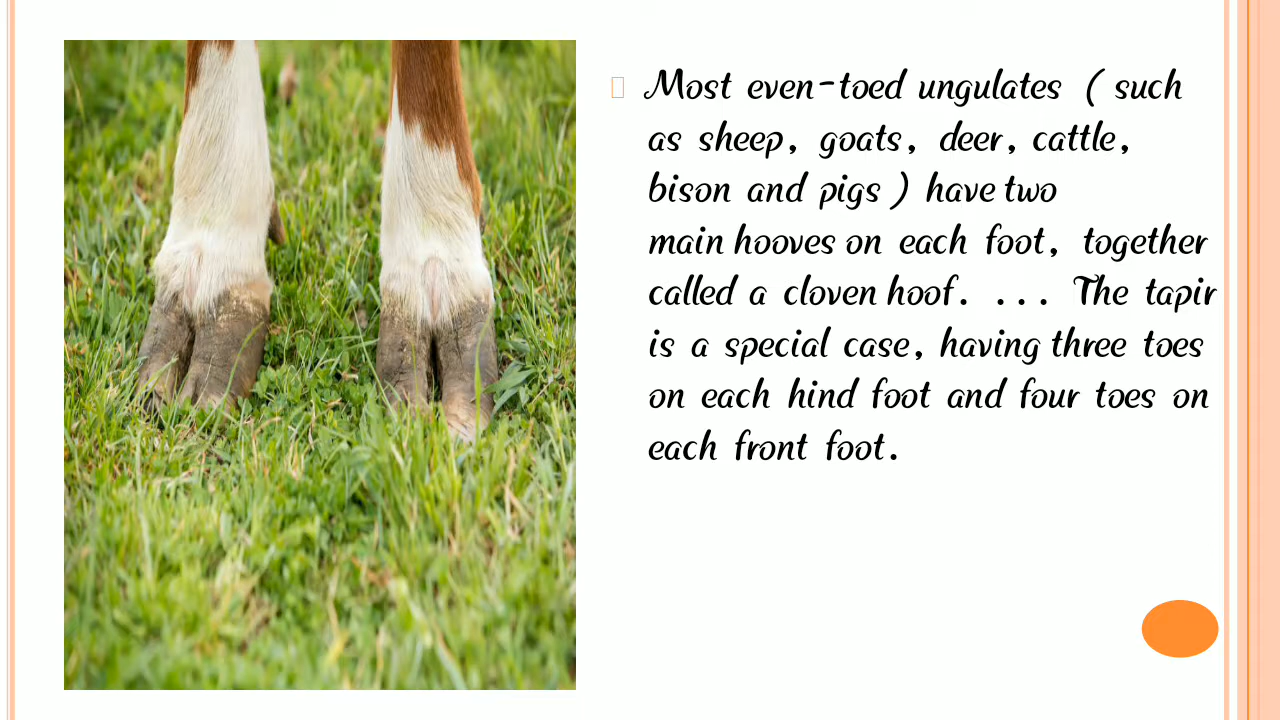 Most even-toed ungulates ( such
as sheep, goats, deer, cattle,
bison and pigs ) have two
main hooves on each foot, together
called a cloven hoof. ... The tapir
is a special case, having three toes
on each hind foot and four toes on
each front foot.